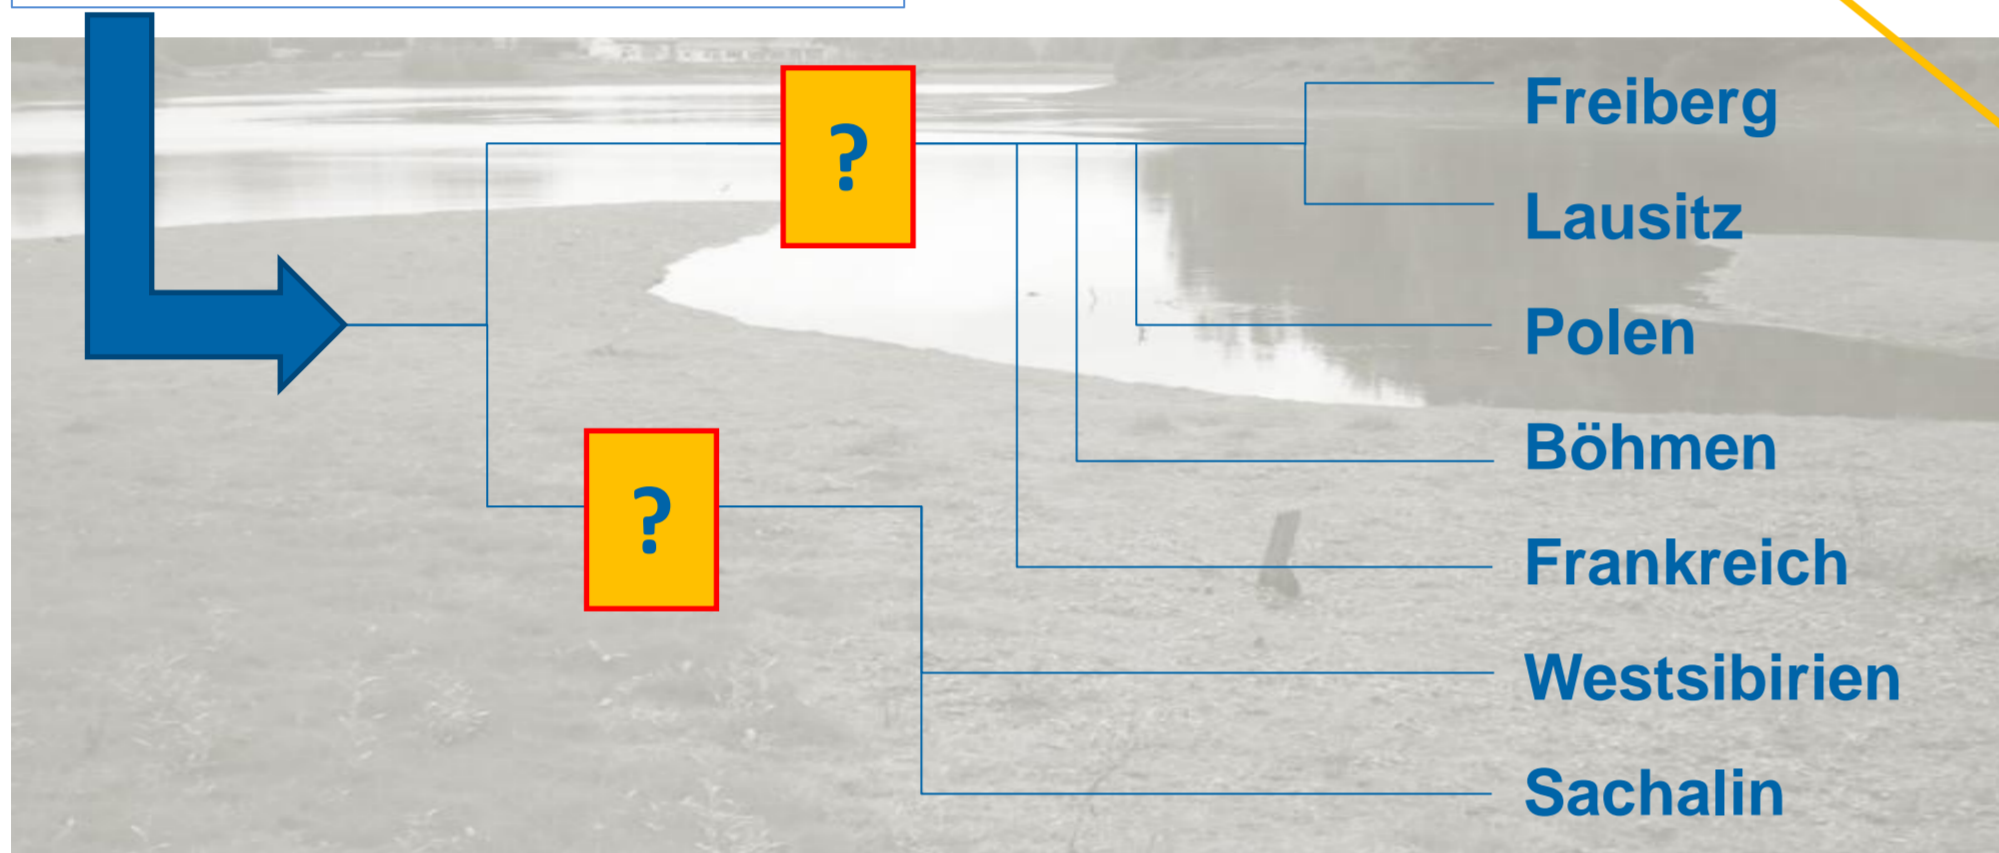 ?
Freiberg
Lausitz
Polen
?
Böhmen
Frankreich
Westsibirien
Sachalin